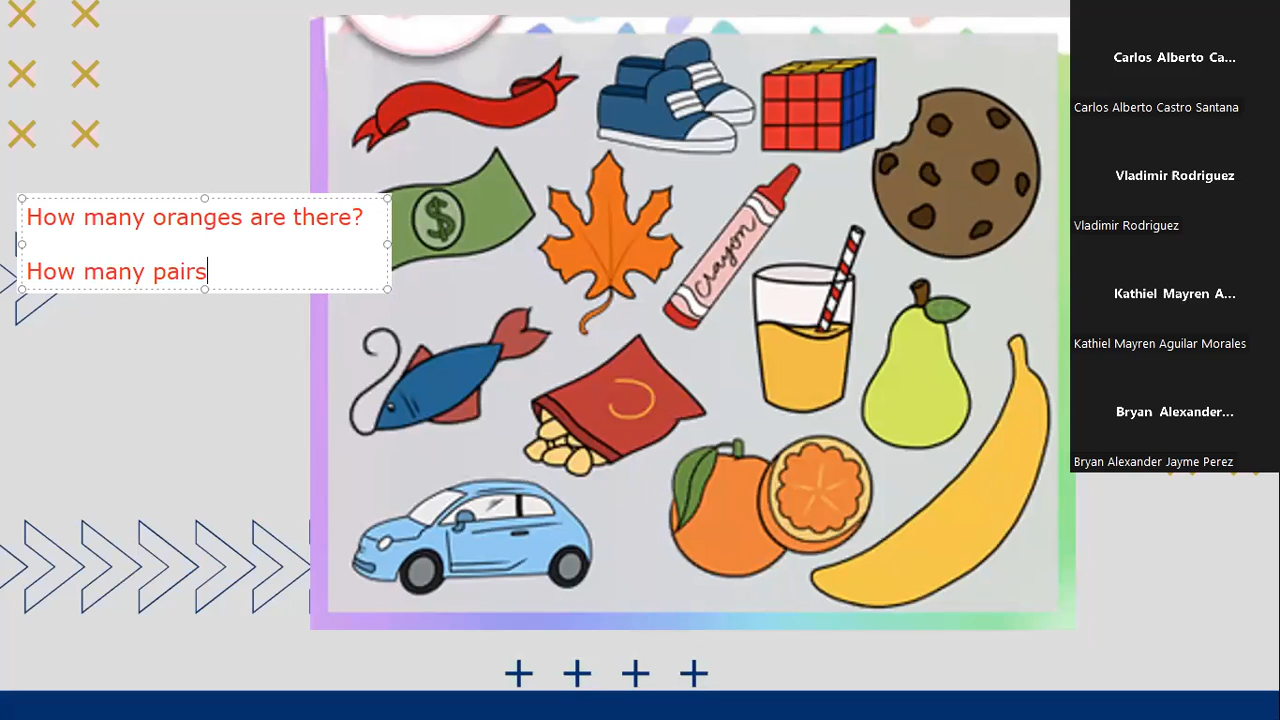 How many oranges are there?
How many pairs
$
crayon
Carlos Alberto Ca...
Carlos Alberto Castro Santana
Vladimir Rodriguez
Vladimir Rodriguez
Kathiel Mayren A...
Kathiel Mayren Aguilar Morales
Bryan Alexander...
Bryan Alexander Jayme Perez